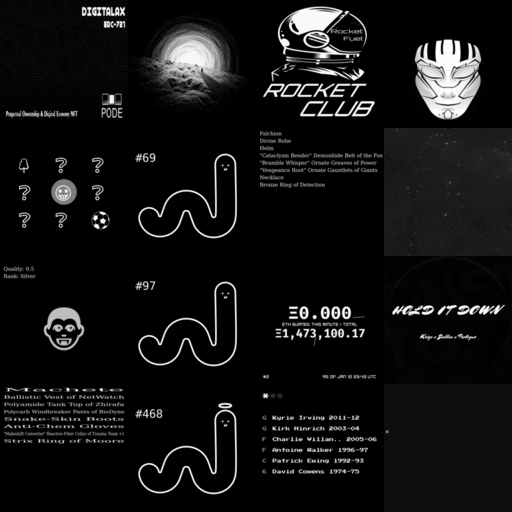 DIGITALAX
ERC-721
Perpetual Ownership & Digital Economy NFT
PODE
Rocket
Fuel
ROCKET
CLUB
? ?
? ?
? ?
#69
Falchion
Divine Robe
Helm
"Cataclysm Bender" Demonhide Belt of the Fox
"Bramble Whisper" Ornate Greaves of Power
"Vengeance Root" Ornate Gauntlets of Giants
Necklace
Bronze Ring of Detection
Quality: 0.5
Rank: Silver
#97
Ξ0.000
ETH BURNED THIS MINUTE / TOTAL
Ξ1,473,100.17
AS OF JAN 12 20:43 UTC
HOLD IT DOWN
Machete
Ballistic Vest of NetWatch
Polyamide Tank Top of Zhirafa
Polycarb Windbreaker Pants of BioDyne
Snake-Skin Boots
Anti-Chem Gloves
"Makeshift Converter" Reactive-Fiber Collar of Trauma Team +1
Strix Ring of Moore
#468
G Kyrie Irving 2011-12
G Kirk Hinrich 2003-04
F Charlie Villan.. 2005-06
F Antoine Walker 1996-97
C Patrick Ewing 1992-93
6 David Cowens 1974-75